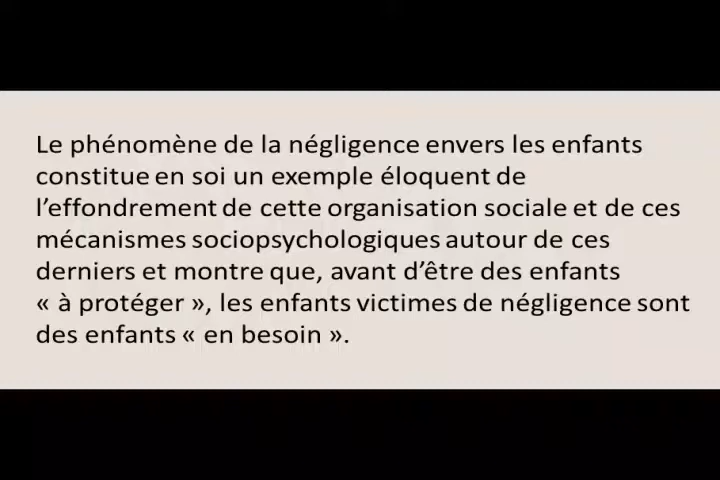 Le phénomène de la négligence envers les enfants
constitue en soi un exemple éloquent de
l’effondrement de cette organisation sociale et de ces
mécanismes sociopsychologiques autour de ces
derniers et montre que, avant d’être des enfants
« à protéger », les enfants victimes de négligence sont
des enfants « en besoin ».